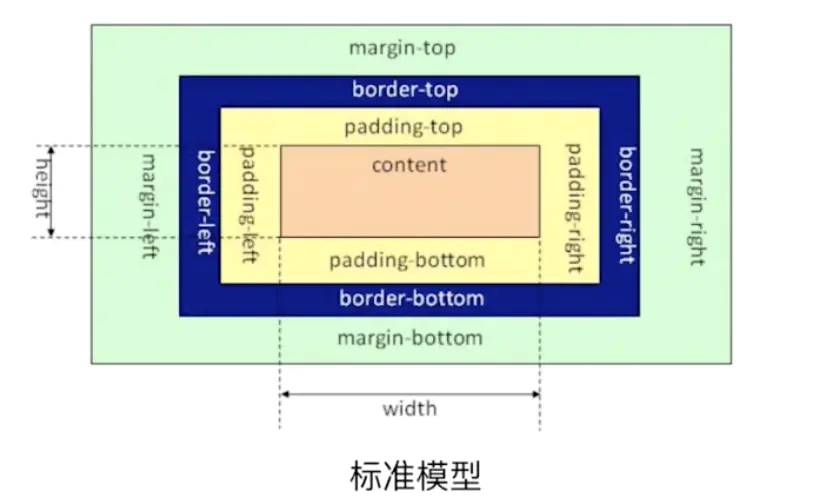 margin-top
border-top
padding-top
content
height
margin-left
border-left
padding-left
padding-right
border-right
margin-right
padding-bottom
border-bottom
margin-bottom
width
标准模型